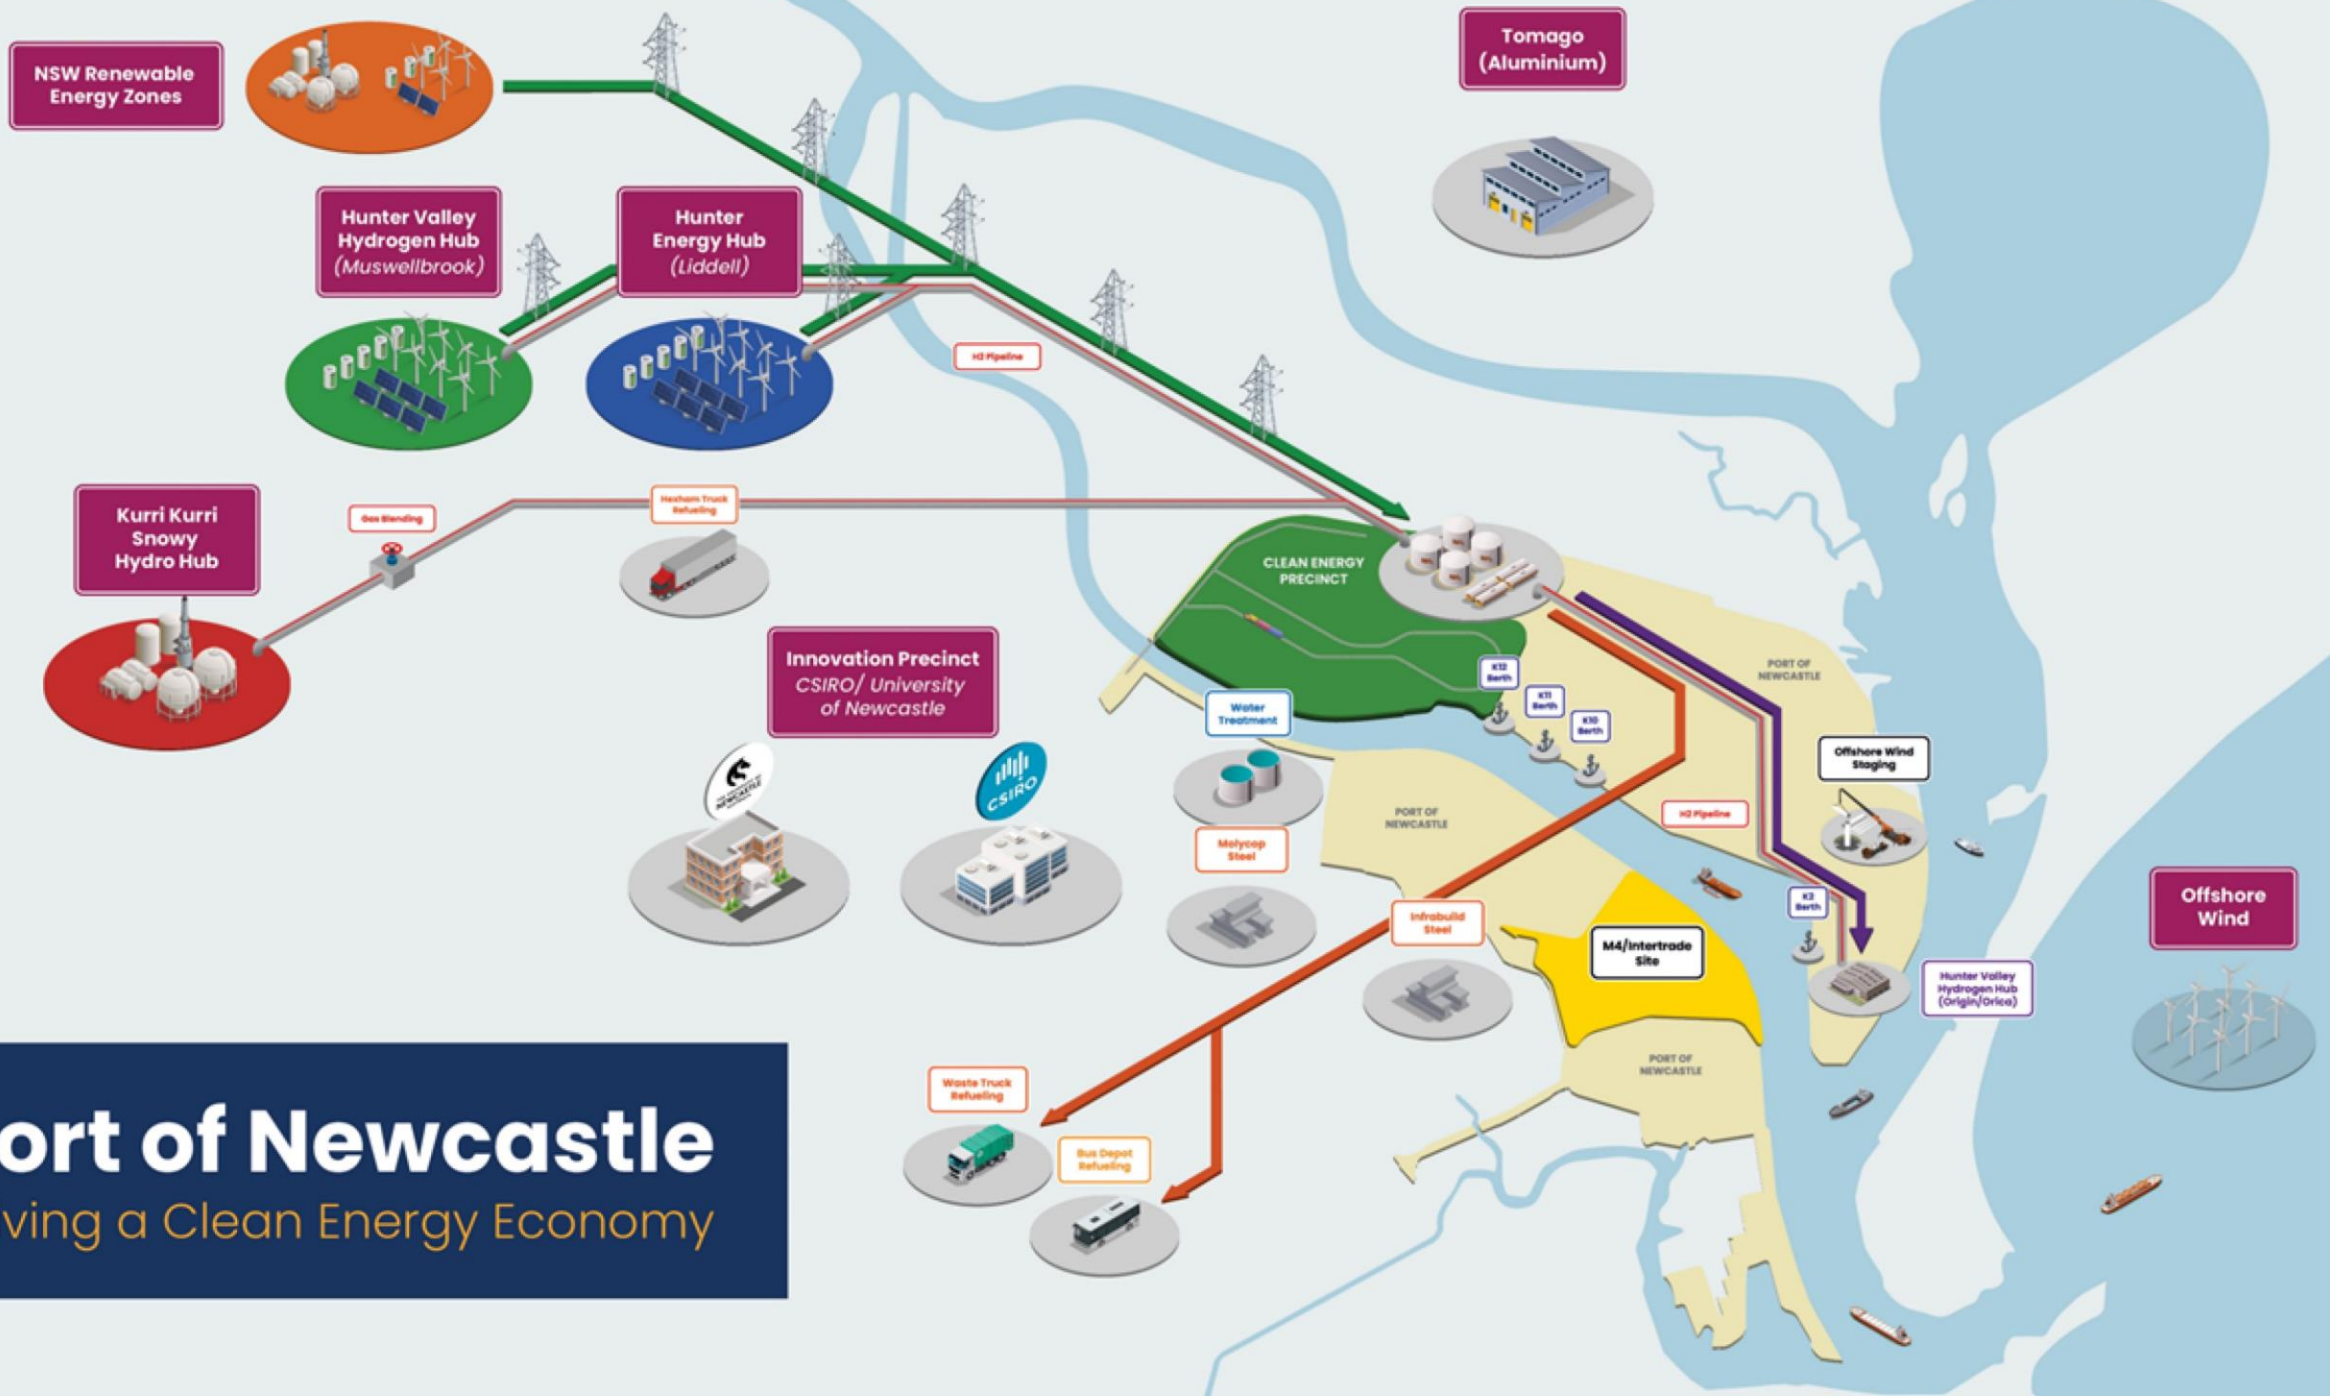 NSW Renewable
Energy Zones
Tomago
(Aluminium)
Hunter Valley
Hydrogen Hub
(Muswellbrook)
Hunter
Energy Hub
(Liddell)
H2 Pipeline
Kurri Kurri
Snowy
Hydro Hub
Gas Blending
Hexham Truck
Refueling
CLEAN ENERGY
PRECINCT
Innovation Precinct
CSIRO/ University
of Newcastle
NEWCASTLE
CSIRO
Water
Treatment
K12
Berth
K11
Berth
K10
Berth
PORT OF
NEWCASTLE
Offshore Wind
Staging
PORT OF
NEWCASTLE
H2 Pipeline
Molycop
Steel
Infrabuild
Steel
M4/Intertrade
Site
K2
Berth
Hunter Valley
Hydrogen Hub
(Origin/Orica)
Offshore
Wind
PORT OF
NEWCASTLE
Waste Truck
Refueling
Bus Depot
Refueling
ort of Newcastle
ving a Clean Energy Economy